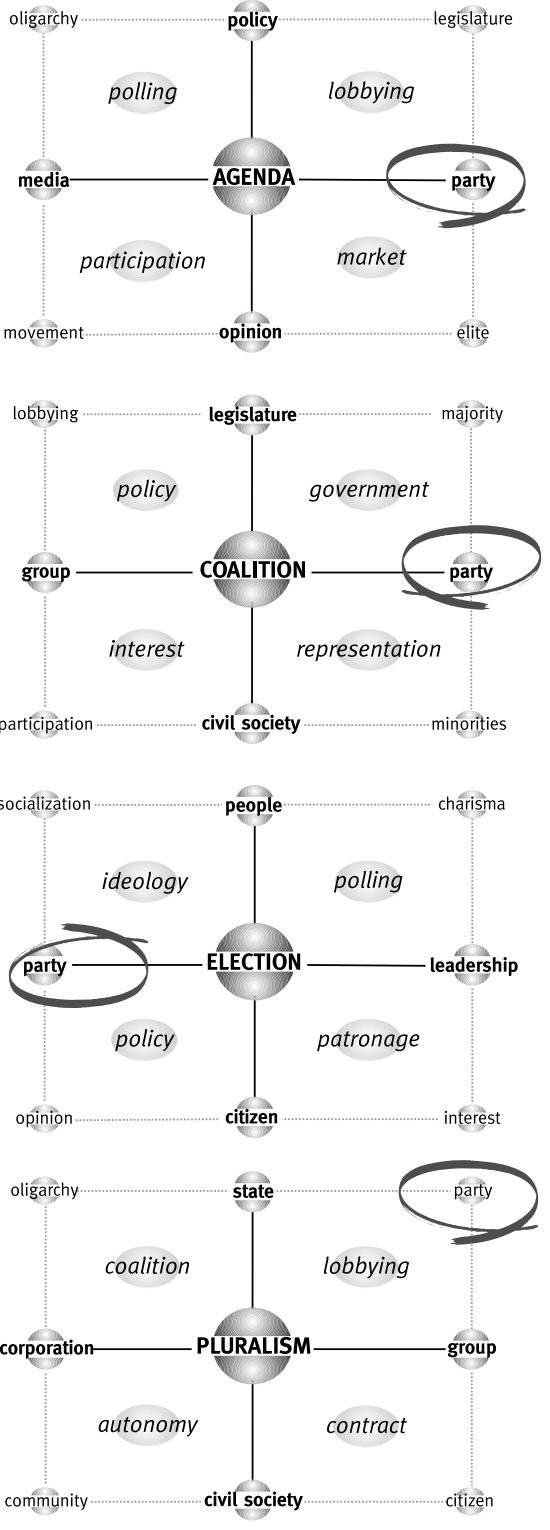 oligarchy policy legislature
polling lobbying
media AGENDA party
participation market
movement opinion elite
lobbying legislature majority
policy government
group COALITION party
interest representation
participation civil society minorities
socialization people charisma
ideology polling
party ELECTION leadership
policy patronage
opinion citizen interest
oligarchy state party
coalition lobbying
corporation PLURALISM group
autonomy contract
community civil society citizen